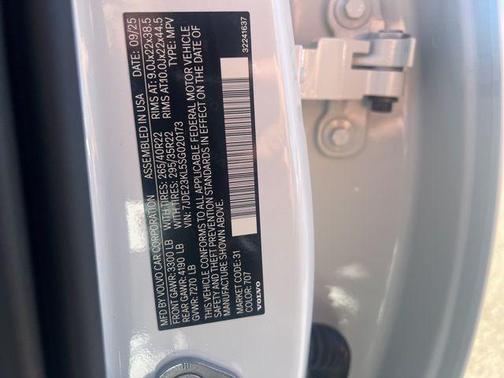 MFD BY VOLVO CAR CORPORATION ASSEMBLED IN USA DATE: 09/25
FRONT GAWR: 3300 LB WITH TIRES: 265/40R22 RIMS AT: 9.0Jx22x38.5
REAR GAWR: 4190 LB WITH TIRES: 295/35R22 RIMS AT:10.0Jx22x44.5
GVWR: 7270 LB VIN: 7JDE23KL5SG020173 TYPE: MPV
THIS VEHICLE CONFORMS TO ALL APPLICABLE FEDERAL MOTOR VEHICLE
SAFETY AND THEFT PREVENTION STANDARDS IN EFFECT ON THE DATE OF
MANUFACTURE SHOWN ABOVE.
MARKET CODE: 31
COLOR: 707
VOLVO
32241637